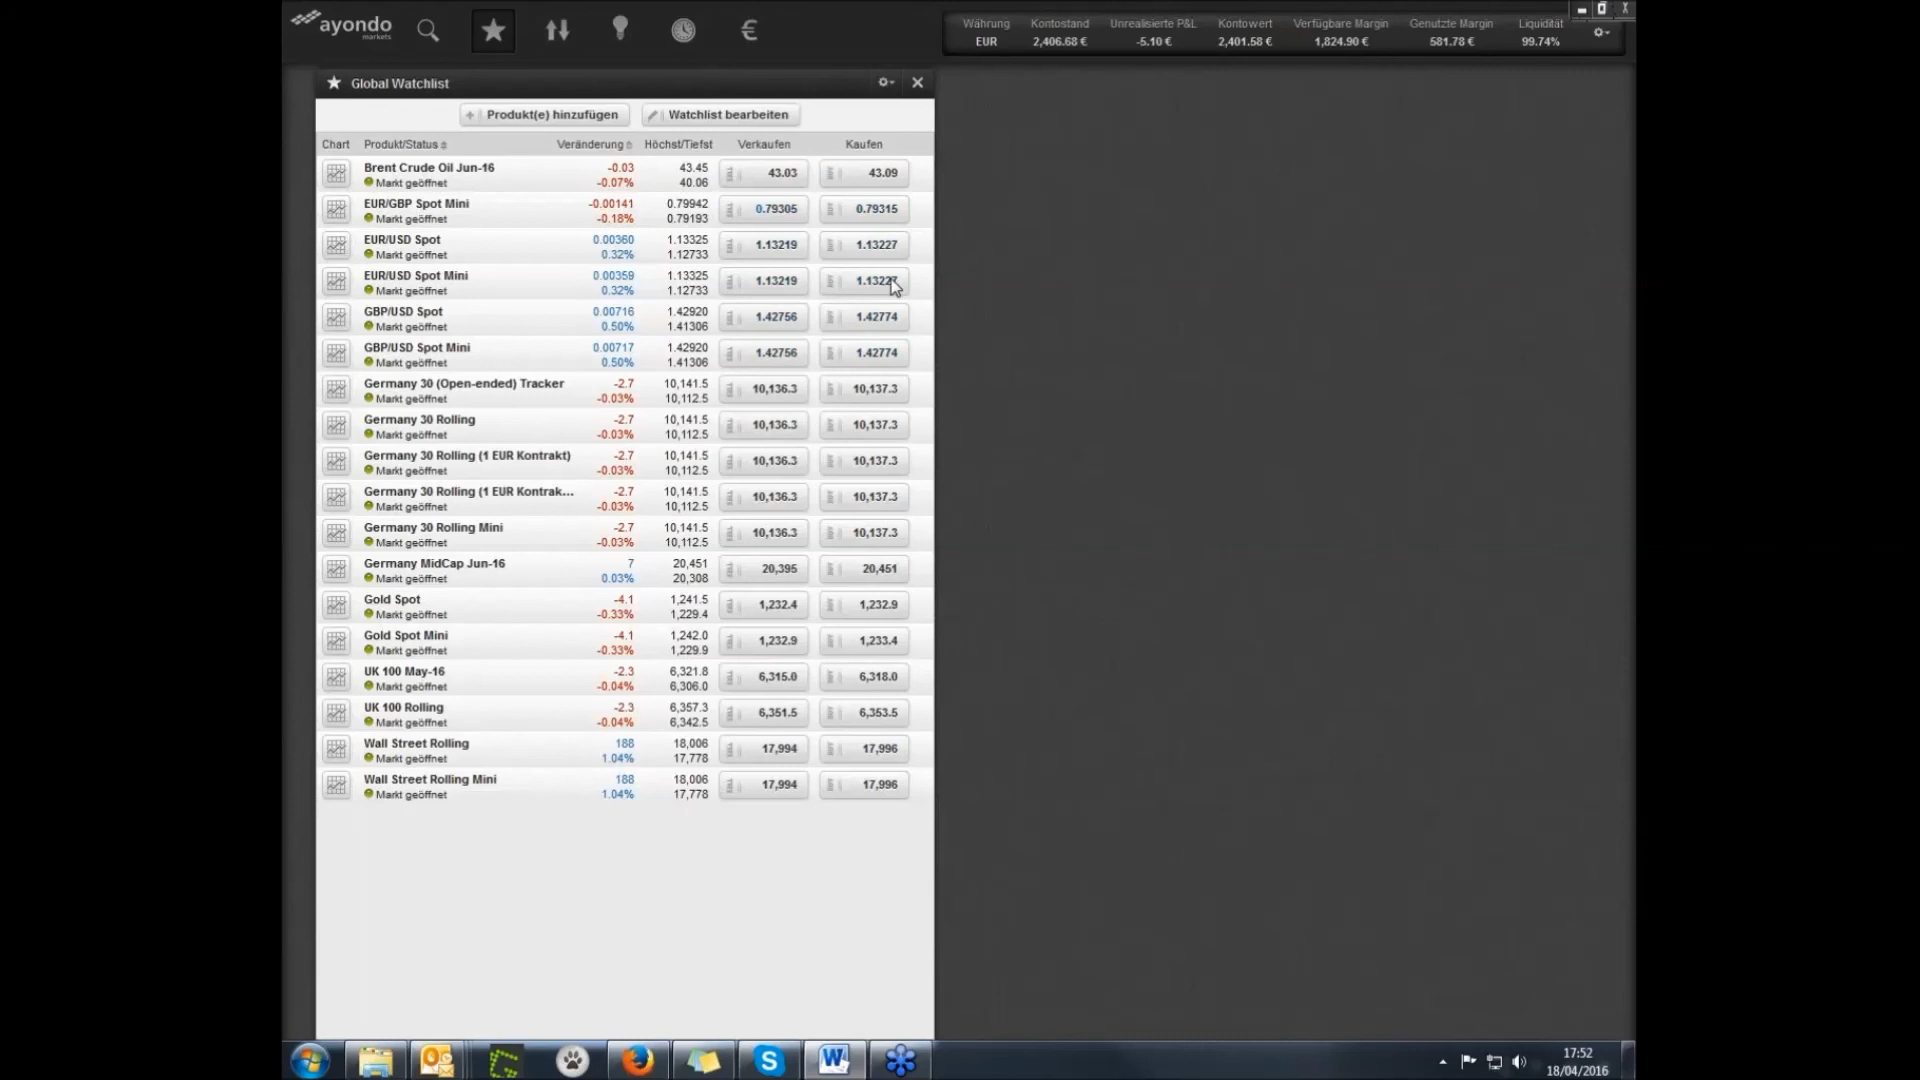 ayondo
markets
€
Währung Kontostand Unrealisierte P&L Kontowert Verfügbare Margin Genutzte Margin Liquidität
EUR 2,406.68 € -5.10 € 2,401.58 € 1,824.90 € 581.78 € 99.74%
Global Watchlist
Produkt(e) hinzufügen Watchlist bearbeiten
Chart Produkt/Status Veränderung Höchst/Tiefst Verkaufen Kaufen
Brent Crude Oil Jun-16 -0.03 43.45 43.03 43.09
Markt geöffnet -0.07% 40.06
EUR/GBP Spot Mini -0.00141 0.79942 0.79305 0.79315
Markt geöffnet -0.18% 0.79193
EUR/USD Spot 0.00360 1.13325 1.13219 1.13227
Markt geöffnet 0.32% 1.12733
EUR/USD Spot Mini 0.00359 1.13325 1.13219 1.13227
Markt geöffnet 0.32% 1.12733
GBP/USD Spot 0.00716 1.42920 1.42756 1.42774
Markt geöffnet 0.50% 1.41306
GBP/USD Spot Mini 0.00717 1.42920 1.42756 1.42774
Markt geöffnet 0.50% 1.41306
Germany 30 (Open-ended) Tracker -2.7 10,141.5 10,136.3 10,137.3
Markt geöffnet -0.03% 10,112.5
Germany 30 Rolling -2.7 10,141.5 10,136.3 10,137.3
Markt geöffnet -0.03% 10,112.5
Germany 30 Rolling (1 EUR Kontrakt) -2.7 10,141.5 10,136.3 10,137.3
Markt geöffnet -0.03% 10,112.5
Germany 30 Rolling (1 EUR Kontrak... -2.7 10,141.5 10,136.3 10,137.3
Markt geöffnet -0.03% 10,112.5
Germany 30 Rolling Mini -2.7 10,141.5 10,136.3 10,137.3
Markt geöffnet -0.03% 10,112.5
Germany MidCap Jun-16 7 20,451 20,395 20,451
Markt geöffnet 0.03% 20,308
Gold Spot -4.1 1,241.5 1,232.4 1,232.9
Markt geöffnet -0.33% 1,229.4
Gold Spot Mini -4.1 1,242.0 1,232.9 1,233.4
Markt geöffnet -0.33% 1,229.9
UK 100 May-16 -2.3 6,321.8 6,315.0 6,318.0
Markt geöffnet -0.04% 6,306.0
UK 100 Rolling -2.3 6,357.3 6,351.5 6,353.5
Markt geöffnet -0.04% 6,342.5
Wall Street Rolling 188 18,006 17,994 17,996
Markt geöffnet 1.04% 17,778
Wall Street Rolling Mini 188 18,006 17,994 17,996
Markt geöffnet 1.04% 17,778
17:52
18/04/2016